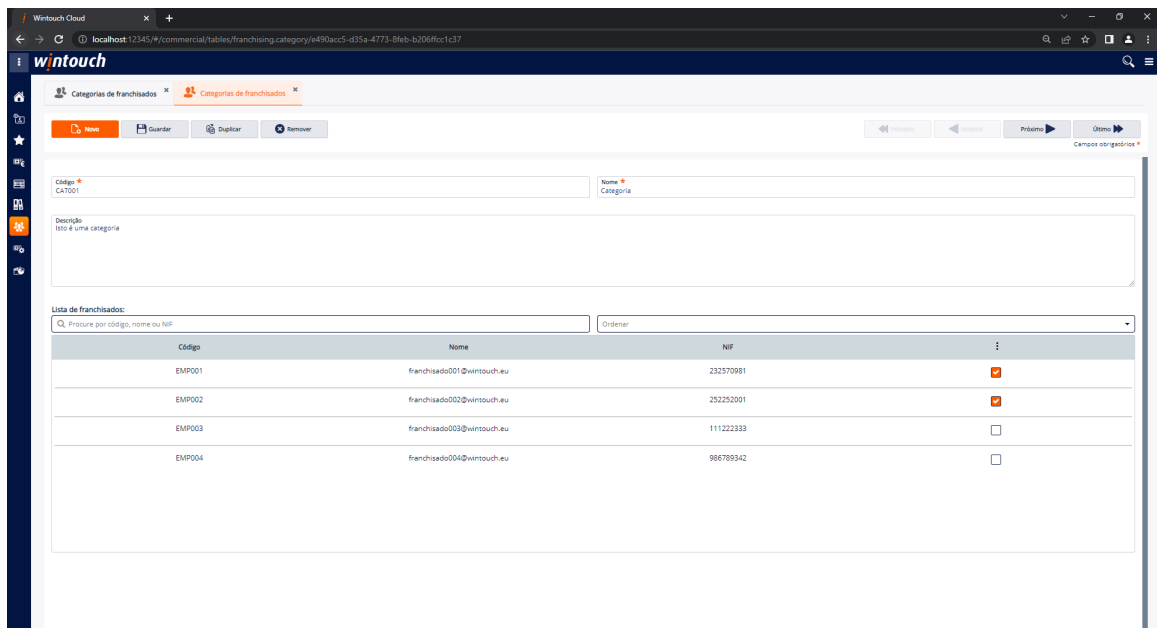 Wintouch Cloud
localhost:12345/#/commercial/tables/franchising.category/e490acc5-d35a-4773-8feb-b206ffcc1c37
wintouch
Categorias de franchisados
Categorias de franchisados
Novo Guardar Duplicar Remover Próximo Último
Campos obrigatórios *
Código * Nome *
CAT001 Categoria
Descrição
Isto é uma categoria
Lista de franchisados:
Procure por código, nome ou NIF Ordenar
Código Nome NIF
EMP001 franchisado001@wintouch.eu 232570981
EMP002 franchisado002@wintouch.eu 252252001
EMP003 franchisado003@wintouch.eu 111222333
EMP004 franchisado004@wintouch.eu 986789342